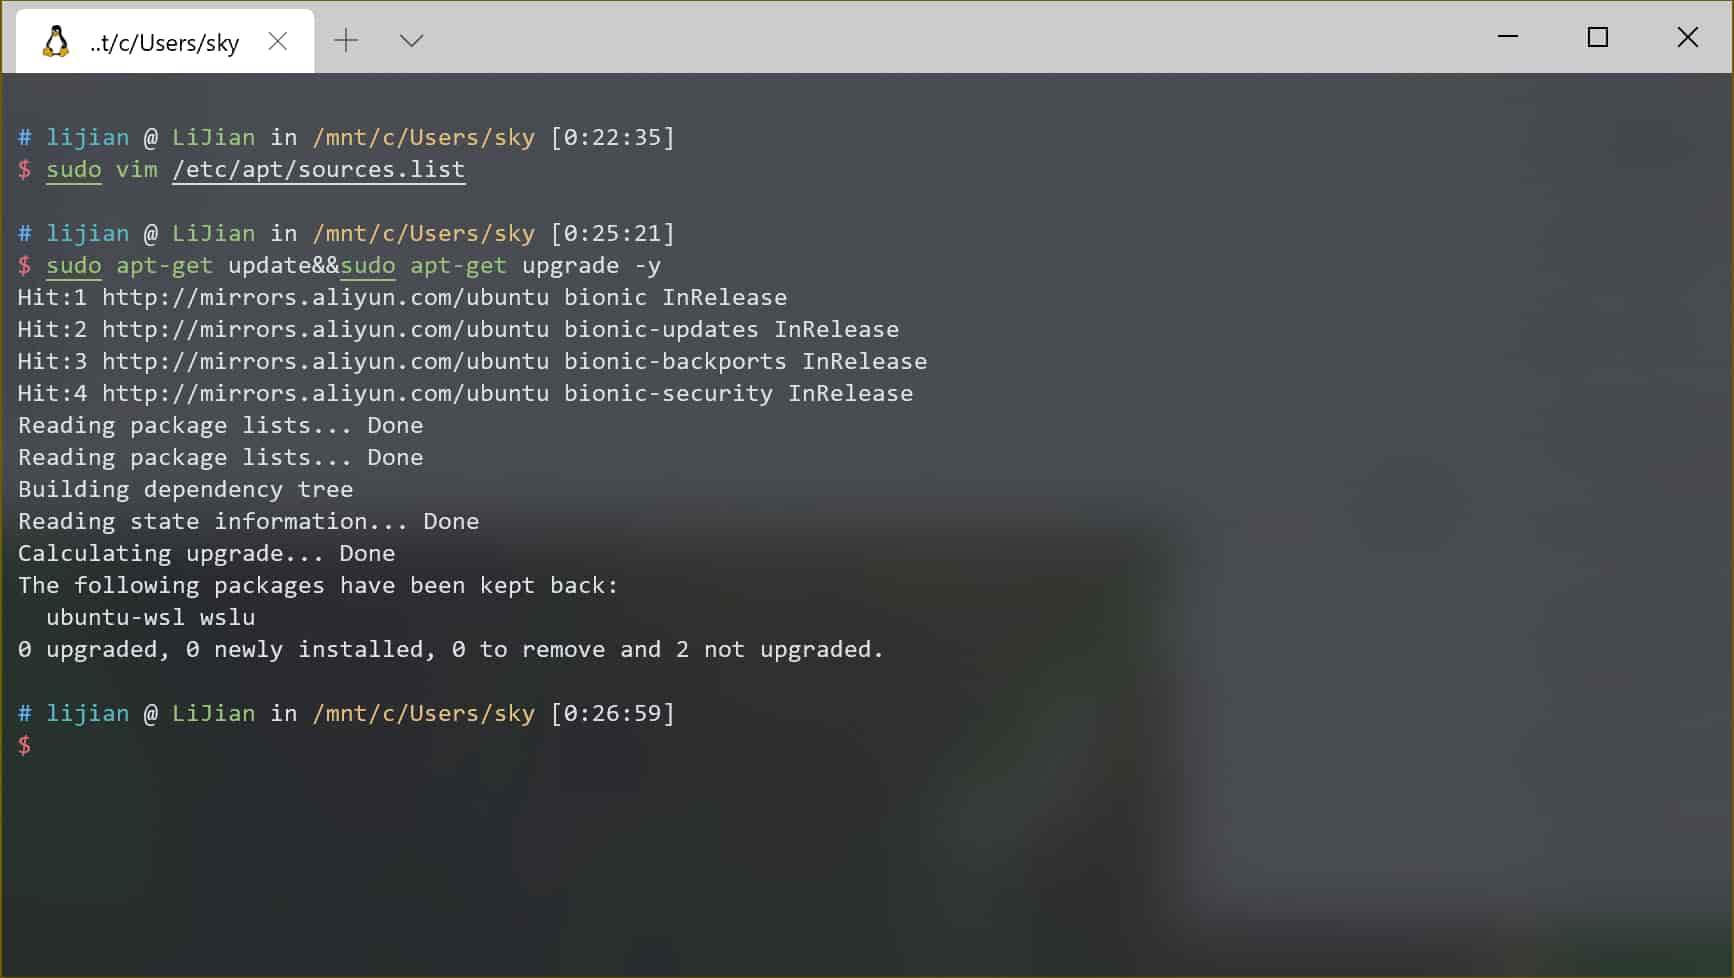 ..t/c/Users/sky
# lijian @ LiJian in /mnt/c/Users/sky [0:22:35]
$ sudo vim /etc/apt/sources.list
# lijian @ LiJian in /mnt/c/Users/sky [0:25:21]
$ sudo apt-get update&&sudo apt-get upgrade -y
Hit:1 http://mirrors.aliyun.com/ubuntu bionic InRelease
Hit:2 http://mirrors.aliyun.com/ubuntu bionic-updates InRelease
Hit:3 http://mirrors.aliyun.com/ubuntu bionic-backports InRelease
Hit:4 http://mirrors.aliyun.com/ubuntu bionic-security InRelease
Reading package lists... Done
Reading package lists... Done
Building dependency tree
Reading state information... Done
Calculating upgrade... Done
The following packages have been kept back:
  ubuntu-wsl wslu
0 upgraded, 0 newly installed, 0 to remove and 2 not upgraded.
# lijian @ LiJian in /mnt/c/Users/sky [0:26:59]
$